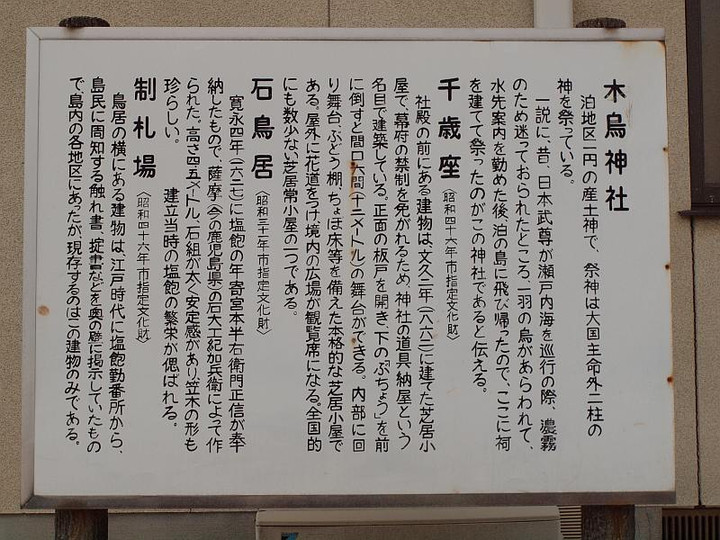 木烏神社
泊地区一円の産土神で、祭神は大国主命外二柱の
神を祭っている。
一説に、昔、日本武尊が瀬戸内海を巡行の際、濃霧
のため迷っておられたところ、一羽の烏があらわれて、
水先案内を勤めた後、泊の島に飛び帰ったので、ここに祠
を建てて祭ったのがこの神社であると伝える。
千歳座〈昭和四十六年市指定文化財〉
社殿の前にある建物は、文久二年(一八六二)に建てた芝居小
屋で、幕府の禁制を免がれるため、神社の道具納屋という
名目で建築している。正面の板戸を開き、下の「ぶちょう」を前
に倒すと間口六間(十二メートル)の舞台ができる。内部に回
り舞台、ぶどう棚、ちょぼ床等を備えた本格的な芝居小屋で
ある。屋外に花道をつけ、境内の広場が観覧席になる。全国的
にも数少ない芝居常小屋の一つである。
石鳥居〈昭和三十一年市指定文化財〉
寛永四年(一六二七)に塩飽の年寄宮本半右衛門正信が奉
納したもので、薩摩(今の鹿児島県)の石大工紀加兵衛によって作
られた。高さ四・五メートル、石組が太く安定感があり、笠木の形も
珍らしい。　建立当時の塩飽の繁栄が偲ばれる。
制札場〈昭和四十六年市指定文化財〉
鳥居の横にある建物は、江戸時代に塩飽勤番所から、
島民に周知する触れ書、掟書などを奥の壁に掲示していたもの
で、島内の各地区にあったが現存するのはこの建物のみである。